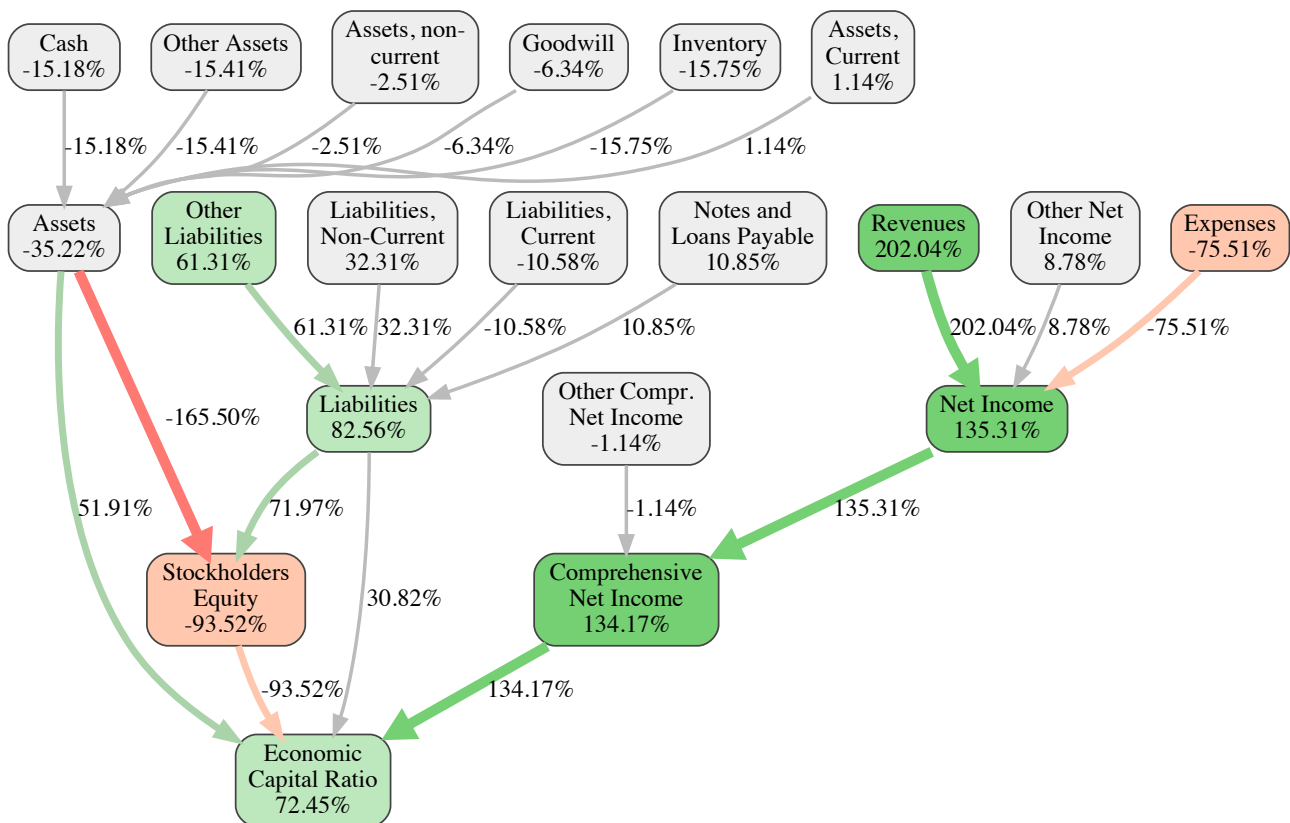 Cash
-15.18%
Other Assets
-15.41%
Assets, non-
current
-2.51%
Goodwill
-6.34%
Inventory
-15.75%
Assets,
Current
1.14%
-15.18%
-15.41%
-2.51%
-6.34%
-15.75%
1.14%
Assets
-35.22%
Other
Liabilities
61.31%
Liabilities,
Non-Current
32.31%
Liabilities,
Current
-10.58%
Notes and
Loans Payable
10.85%
Revenues
202.04%
Other Net
Income
8.78%
Expenses
-75.51%
61.31%
32.31%
-10.58%
10.85%
202.04%
8.78%
-75.51%
Liabilities
82.56%
Other Compr.
Net Income
-1.14%
Net Income
135.31%
-165.50%
51.91%
71.97%
-1.14%
135.31%
Stockholders
Equity
-93.52%
30.82%
Comprehensive
Net Income
134.17%
-93.52%
134.17%
Economic
Capital Ratio
72.45%